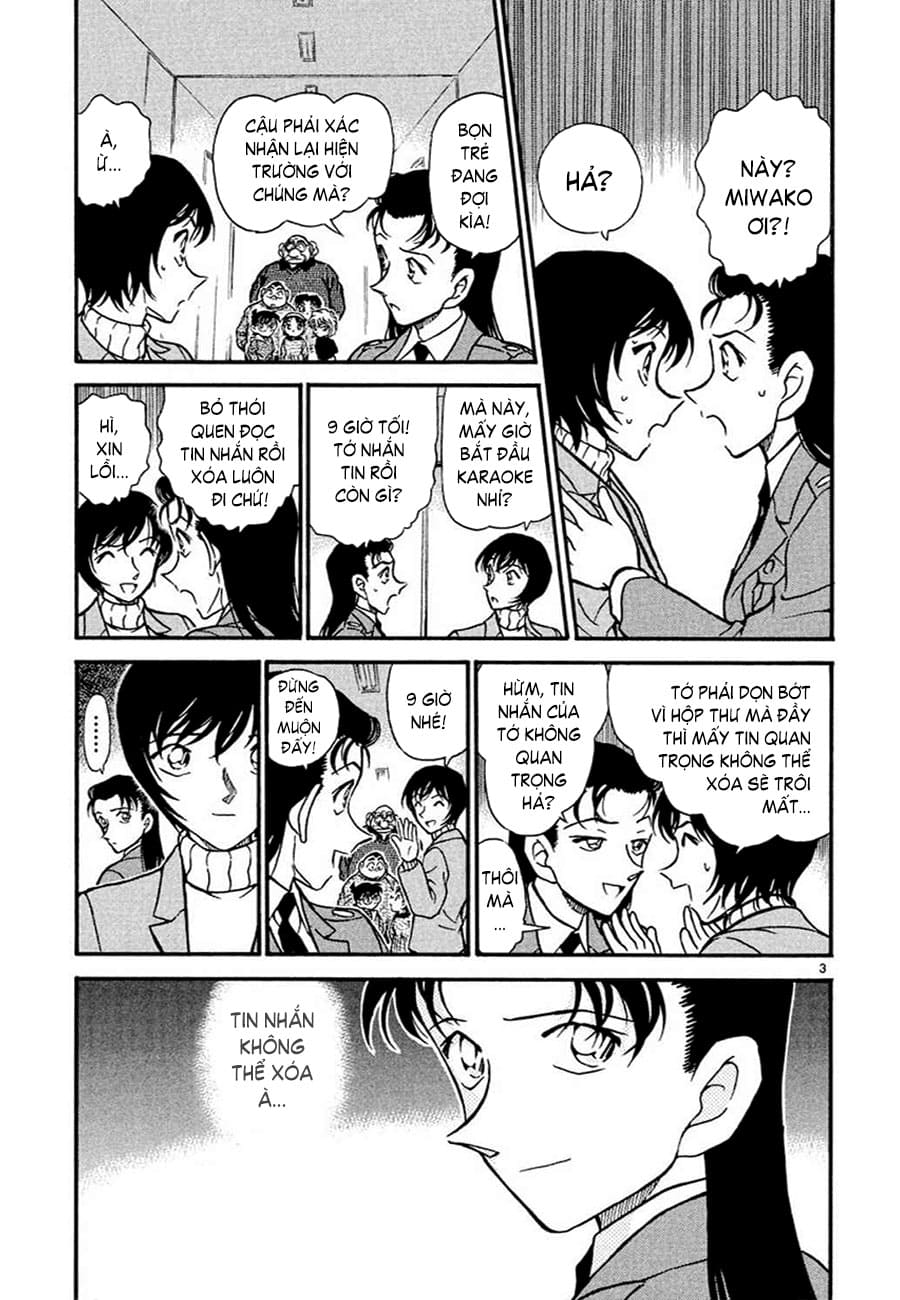 NÀY?
MIWAKO
ƠI?!
HẢ?
BỌN
TRẺ
ĐANG
ĐỢI
KÌA!
CẬU PHẢI XÁC
NHẬN LẠI HIỆN
TRƯỜNG VỚI
CHÚNG MÀ?
À,
Ừ...
MÀ NÀY,
MẤY GIỜ
BẮT ĐẦU
KARAOKE
NHỈ?
9 GIỜ TỐI!
TỚ NHẮN
TIN RỒI
CÒN GÌ?
BỎ THÓI
QUEN ĐỌC
TIN NHẮN RỒI
XÓA LUÔN
ĐI CHỨ!
HÌ,
XIN
LỖI...
TỚ PHẢI DỌN BỚT
VÌ HỘP THƯ MÀ ĐẦY
THÌ MẤY TIN QUAN
TRỌNG KHÔNG THỂ
XÓA SẼ TRÔI
MẤT...
HỪM, TIN
NHẮN CỦA
TỚ KHÔNG
QUAN
TRỌNG
HẢ?
THÔI
MÀ
...
9 GIỜ
NHÉ!
ĐỪNG
ĐẾN
MUỘN
ĐẤY!
......
3
TIN NHẮN
KHÔNG
THỂ XÓA
À...